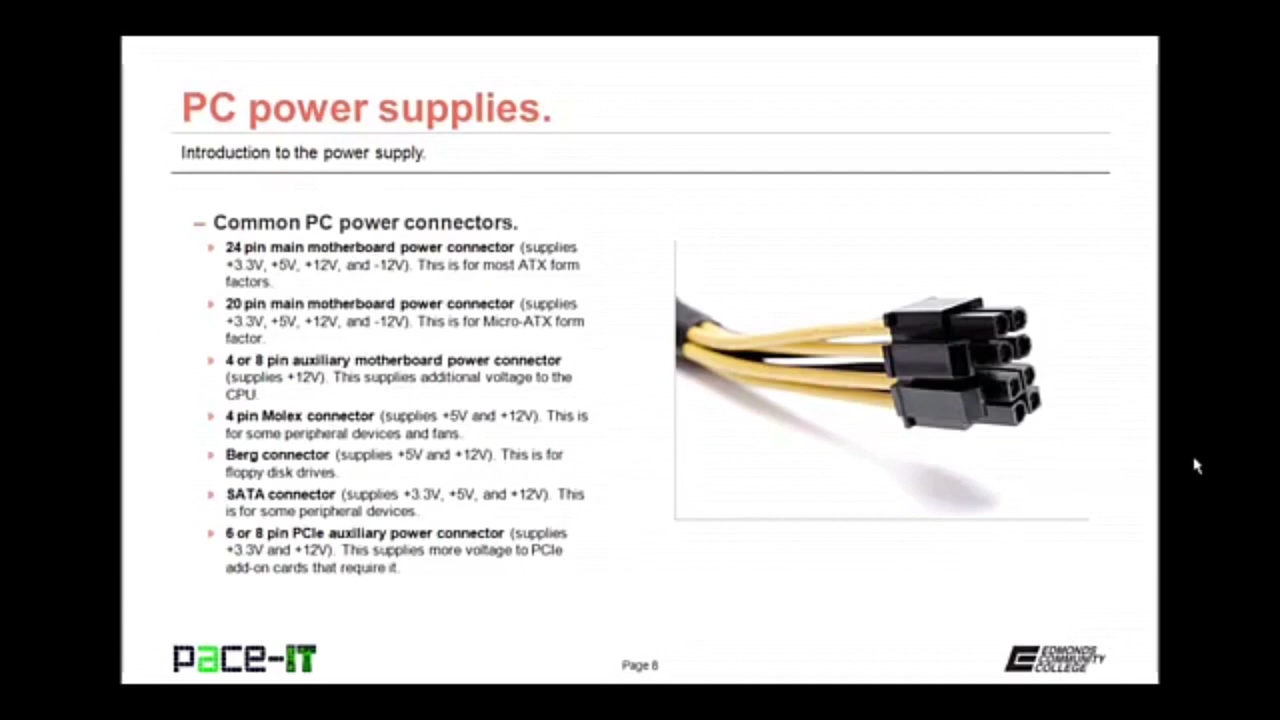 PC power supplies.
Introduction to the power supply.
– Common PC power connectors.
» 24 pin main motherboard power connector (supplies
+3.3V, +5V, +12V, and -12V). This is for most ATX form
factors.
» 20 pin main motherboard power connector (supplies
+3.3V, +5V, +12V, and -12V). This is for Micro-ATX form
factor.
» 4 or 8 pin auxiliary motherboard power connector
(supplies +12V). This supplies additional voltage to the
CPU.
» 4 pin Molex connector (supplies +5V and +12V). This is
for some peripheral devices and fans.
» Berg connector (supplies +5V and +12V). This is for
floppy disk drives.
» SATA connector (supplies +3.3V, +5V, and +12V). This
is for some peripheral devices.
» 6 or 8 pin PCIe auxiliary power connector (supplies
+3.3V and +12V). This supplies more voltage to PCIe
add-on cards that require it.
pace-IT
Page 8
EDMONDS
COMMUNITY
COLLEGE